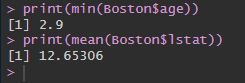 > print(min(Boston$age))
[1] 2.9
> print(mean(Boston$lstat))
[1] 12.65306
>